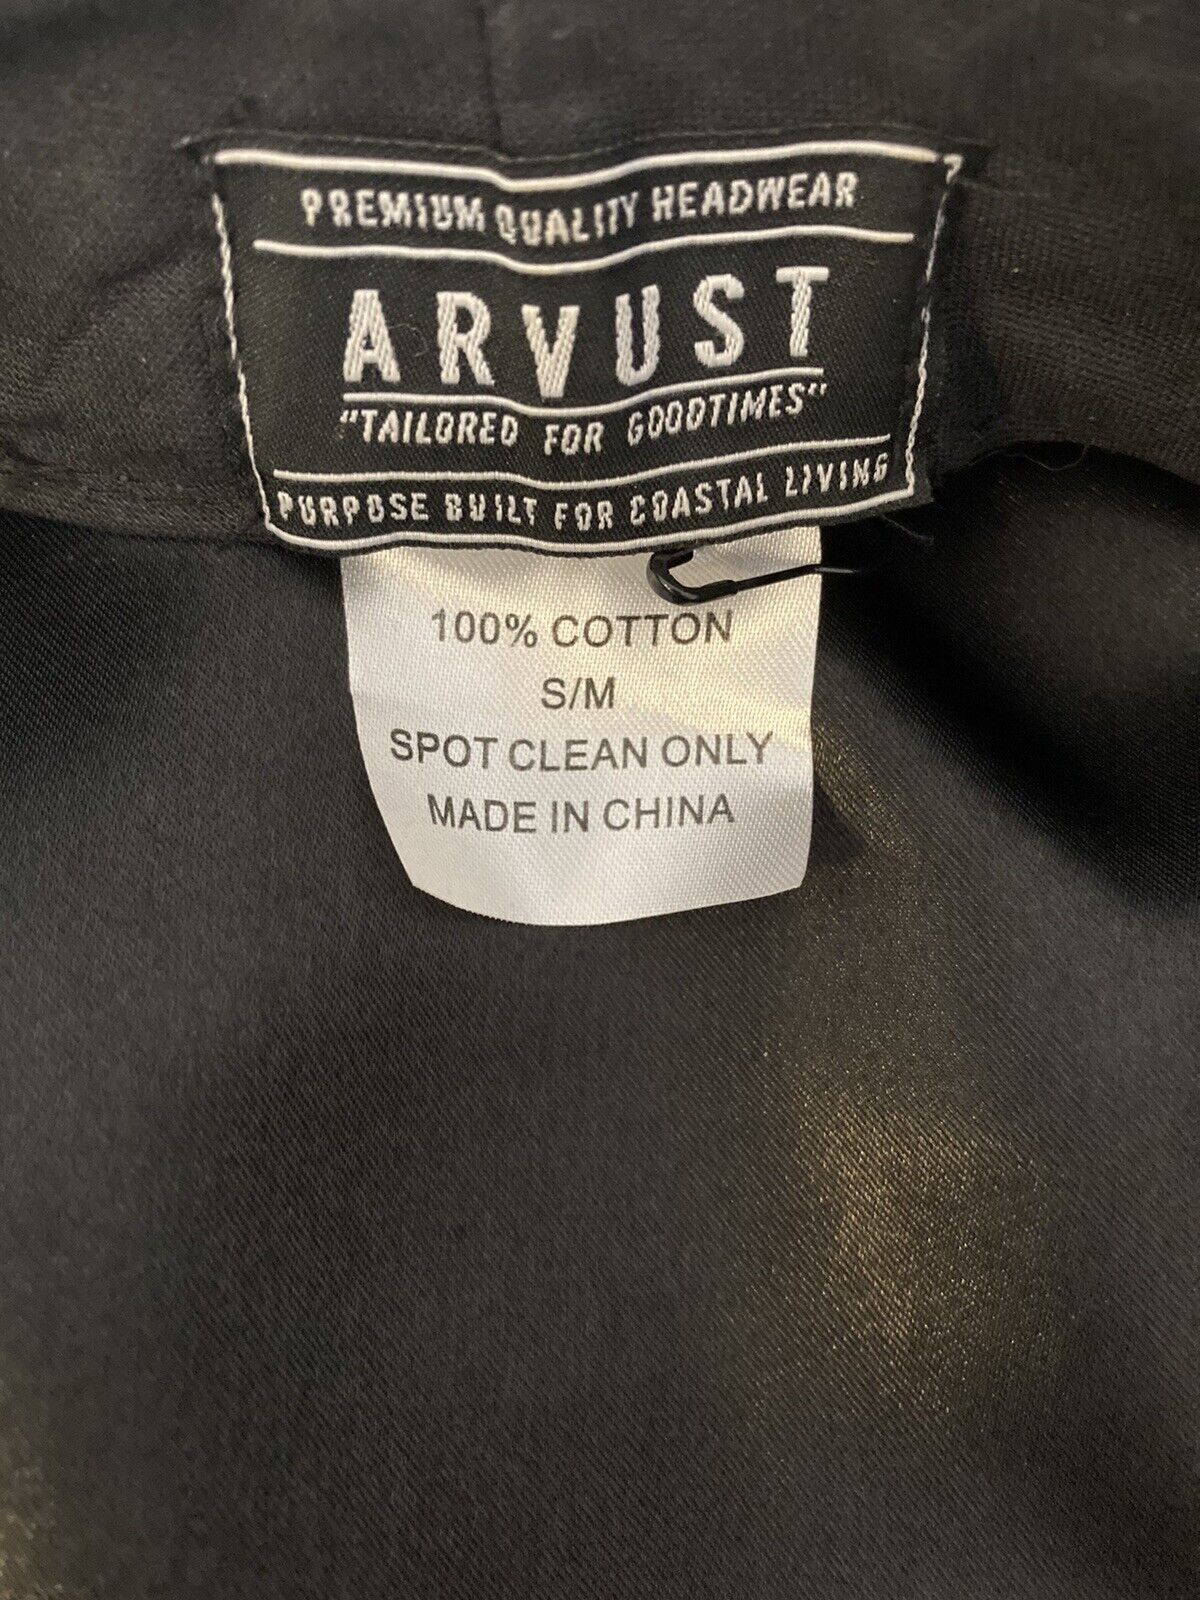 PREMIUM QUALITY HEADWEAR
ARVUST
"TAILORED FOR GOODTIMES"
PURPOSE BUILT FOR COASTAL LIVING
100% COTTON
S/M
SPOT CLEAN ONLY
MADE IN CHINA